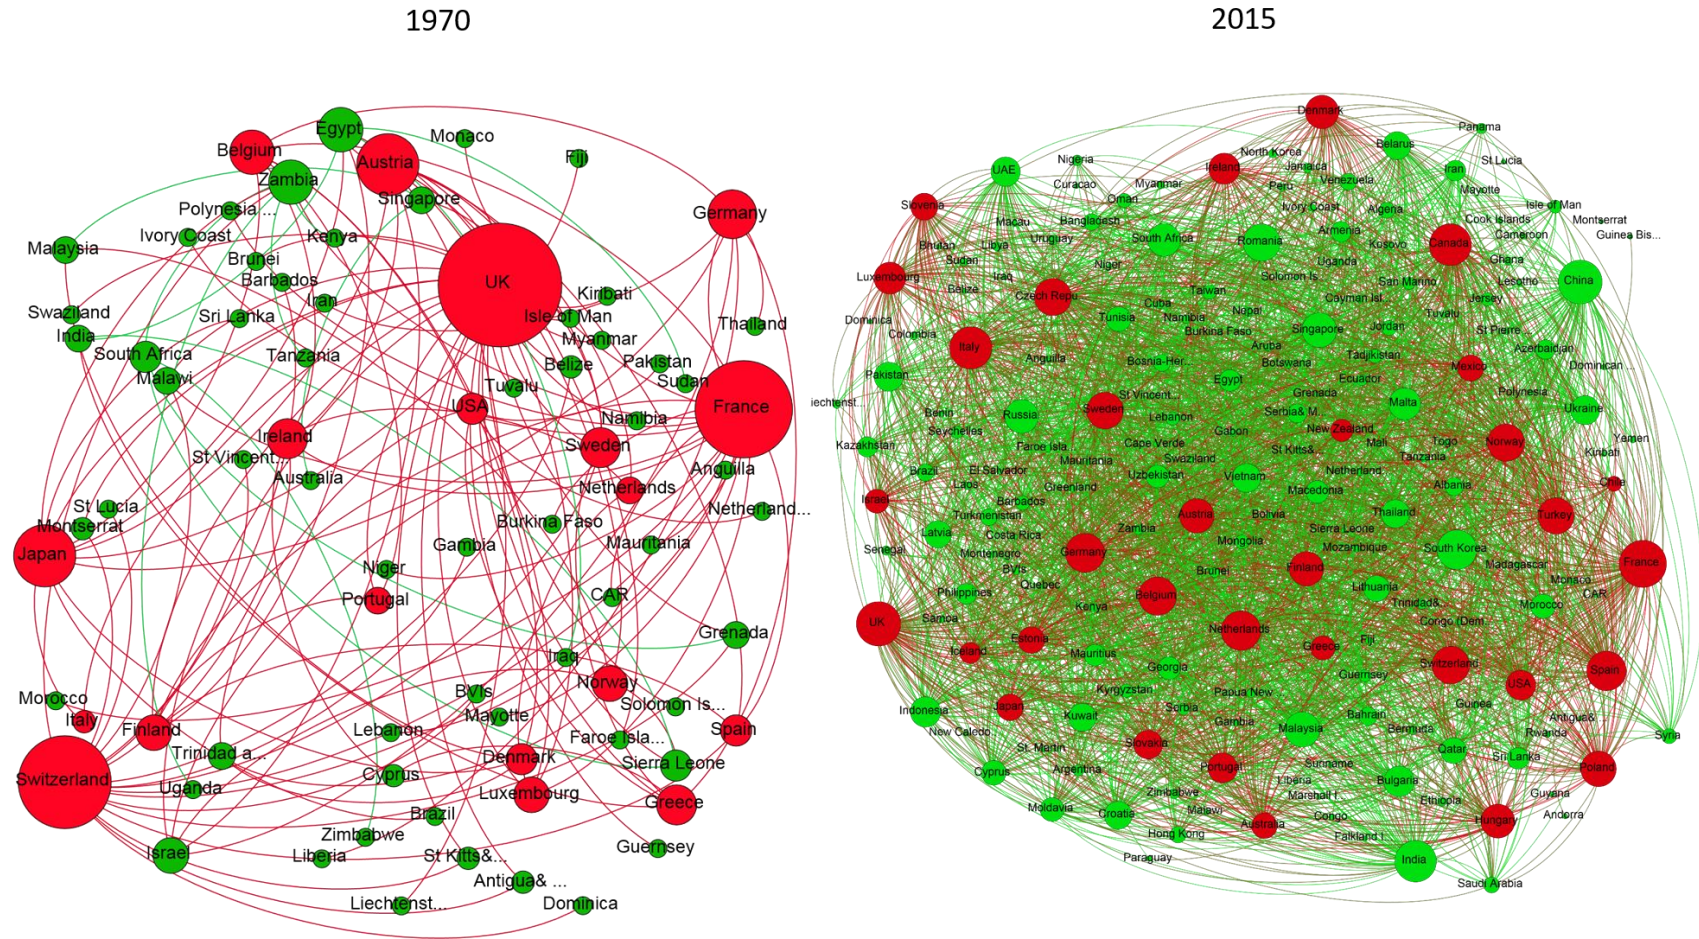 1970
2015
Egypt
Monaco
Belgium
Austria
Fiji
Zambia
Singapore
Polynesia ...
Germany
Ivory Coast
Kenya
Malaysia
Brunei
Barbados
UK
Kiribati
Iran
Swaziland
Sri Lanka
Isle of Man
Thailand
India
Myanmar
South Africa
Tanzania
Belize
Pakistan
Malawi
Tuvalu
Sudan
USA
France
Namibia
Ireland
Sweden
St Vincent...
Australia
Anguilla
Netherlands
St Lucia
Netherland...
Montserrat
Burkina Faso
Japan
Gambia
Mauritania
Niger
Portugal
CAR
Grenada
Iraq
Norway
Morocco
BVIs
Solomon Is...
Italy
Mayotte
Finland
Lebanon
Spain
Faroe Isla...
Trinidad a...
Denmark
Sierra Leone
Switzerland
Cyprus
Uganda
Luxembourg
Greece
Brazil
Zimbabwe
Israel
Liberia
St Kitts&...
Guernsey
Antigua& ...
Liechtenst...
Dominica
Denmark
Panama
Belarus
North Korea
Nigeria
St Lucia
UAE
Ireland
Jamaica
Iran
Curacao
Myanmar
Peru
Venezuela
Mayotte
Oman
Slovenia
Ivory Coast
Algeria
Isle of Man
Macau
Bangladesh
Cook Islands
Montserrat
Armenia
Cameroon
Guinea Bis...
Uruguay
South Africa
Romania
Kosovo
Canada
Bhutan
Libya
Sudan
Uganda
Ghana
Niger
Luxembourg
Iraq
Solomon Is
San Marino
Lesotho
China
Belize
Czech Repu
Taiwan
Cayman Isl
Jersey
Cuba
Nepal
Dominica
Tunisia
Namibia
Tuvalu
Colombia
Burkina Faso
Singapore
Jordan
St Pierre
Italy
Aruba
Azerbaidjan
Anguilla
Bosnia-Her...
Botswana
Tadjikistan
Mexico
Dominican ...
Pakistan
Egypt
Ecuador
Grenada
Polynesia
iechtenst...
St Vincent...
Malta
Benin
Russia
Sweden
Lebanon
Serbia& M...
Ukraine
Seychelles
Gabon
New Zealand
Kazakhstan
Faroe Isla
Cape Verde
Mali
Togo
Norway
Yemen
St Kitts&
Kiribati
Mauritania
Swaziland
Tanzania
Brazil
El Salvador
Uzbekistan
Vietnam
Netherland
Laos
Greenland
Macedonia
Albania
Chile
Israel
Barbados
Turkmenistan
Austria
Bolivia
Thailand
Turkey
Latvia
Costa Rica
Zambia
Sierra Leone
Senegal
Montenegro
Germany
Mongolia
Mozambique
South Korea
BVIs
Brunei
Finland
Madagascar
France
Quebec
Lithuania
Monaco
Philippines
Belgium
CAR
Kenya
Trinidad&
Morocco
Samoa
UK
Netherlands
Congo (Dem...
Estonia
Fiji
Iceland
Mauritius
Greece
Georgia
Switzerland
Spain
Guernsey
Kyrgyzstan
Papua New ...
USA
Indonesia
Japan
Serbia
Guinea
Kuwait
Gambia
Bahrain
Antigua&
New Caledo
Malaysia
Bermuda
Rwanda
Syria
St. Martin
Slovakia
Qatar
Sri Lanka
Cyprus
Argentina
Portugal
Suriname
Poland
Liberia
Bulgaria
Zimbabwe
Marshall I
Ethiopia
Guyana
Moldavia
Croatia
Malawi
Congo
Andorra
Australia
Hungary
Hong Kong
Falkland I
Paraguay
India
Saudi Arabia